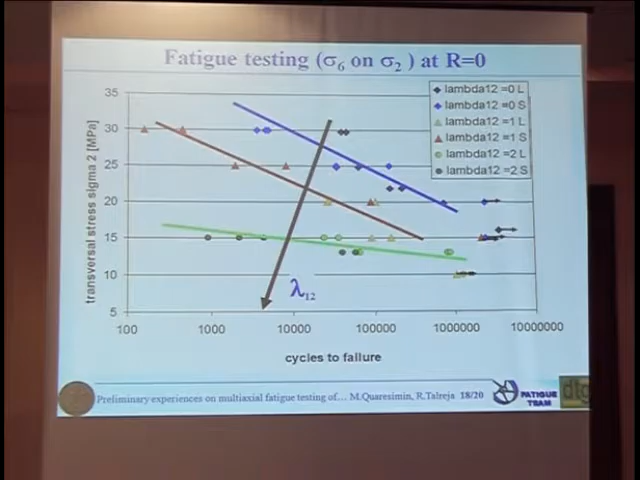 Fatigue testing (σ6 on σ2 ) at R=0
35
30
25
20
15
10
5
100
1000
10000
100000
1000000
10000000
transversal stress sigma 2 [MPa]
cycles to failure
lambda12 =0 L
lambda12 =0 S
lambda12 =1 L
lambda12 =1 S
lambda12 =2 L
lambda12 =2 S
λ12
Preliminary experiences on multiaxial fatigue testing of… M.Quaresimin, R.Talreja 18/20
FATIGUE
TEAM
dtg